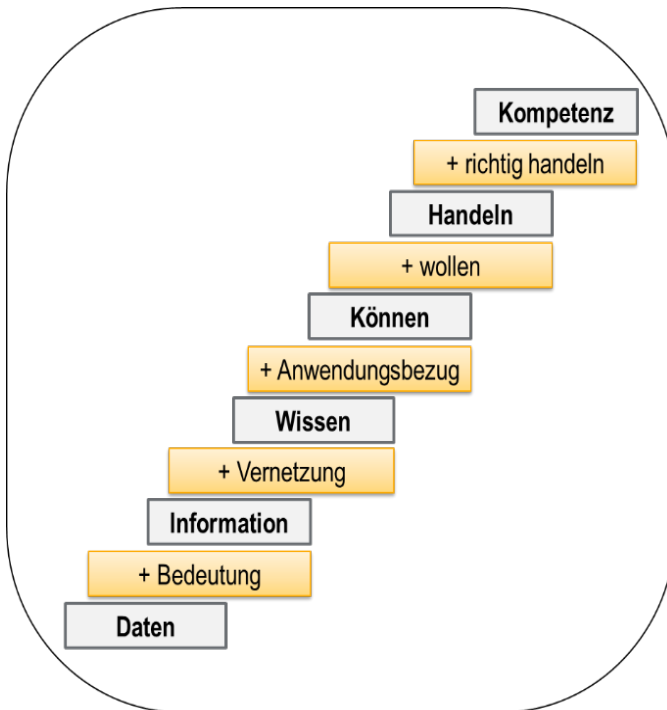 Kompetenz
+ richtig handeln
Handeln
+ wollen
Können
+ Anwendungsbezug
Wissen
+ Vernetzung
Information
+ Bedeutung
Daten